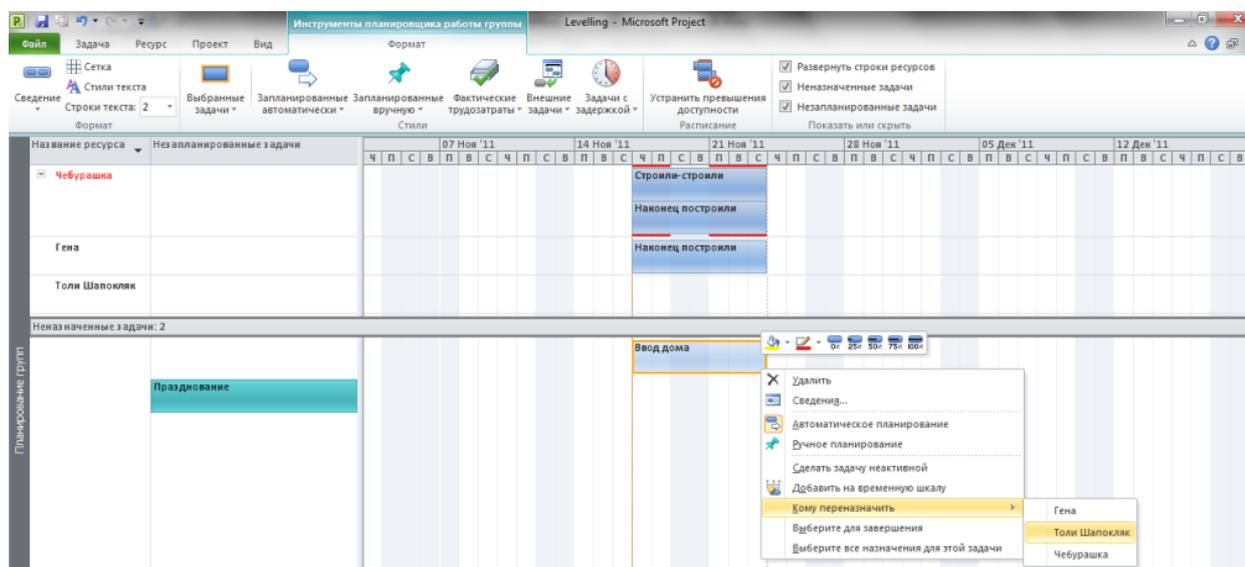 Инструменты планировщика работы группы
Levelling - Microsoft Project
Файл Задача Ресурс Проект Вид Формат
Сведение
Сетка
Стили текста
Строки текста: 2
Формат
Выбранные задачи
Запланированные автоматически
Запланированные вручную
Фактические трудозатраты
Внешние задачи
Задачи с задержкой
Стили
Устранить превышения доступности
Расписание
Развернуть строки ресурсов
Неназначенные задачи
Незапланированные задачи
Показать или скрыть
Название ресурса Незапланированные задачи
07 Ноя '11 14 Ноя '11 21 Ноя '11 28 Ноя '11 05 Дек '11 12 Дек '11
Ч П С В П В С Ч П С В П В С Ч П С В П В С Ч П С В П В С Ч П С В П В С Ч П С В П В С Ч П С В
Чебурашка
Строили-строили
Наконец построили
Гена
Наконец построили
Толи Шапокляк
Неназначенные задачи: 2
Планирование групп
Ввод дома
0% 25% 50% 75% 100%
Празднование
Удалить
Сведения...
Автоматическое планирование
Ручное планирование
Сделать задачу неактивной
Добавить на временную шкалу
Кому переназначить
Выберите для завершения
Выберите все назначения для этой задачи
Гена
Толи Шапокляк
Чебурашка